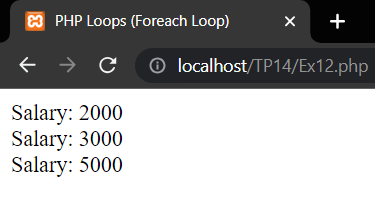 PHP Loops (Foreach Loop)
localhost/TP14/Ex12.php
Salary: 2000
Salary: 3000
Salary: 5000